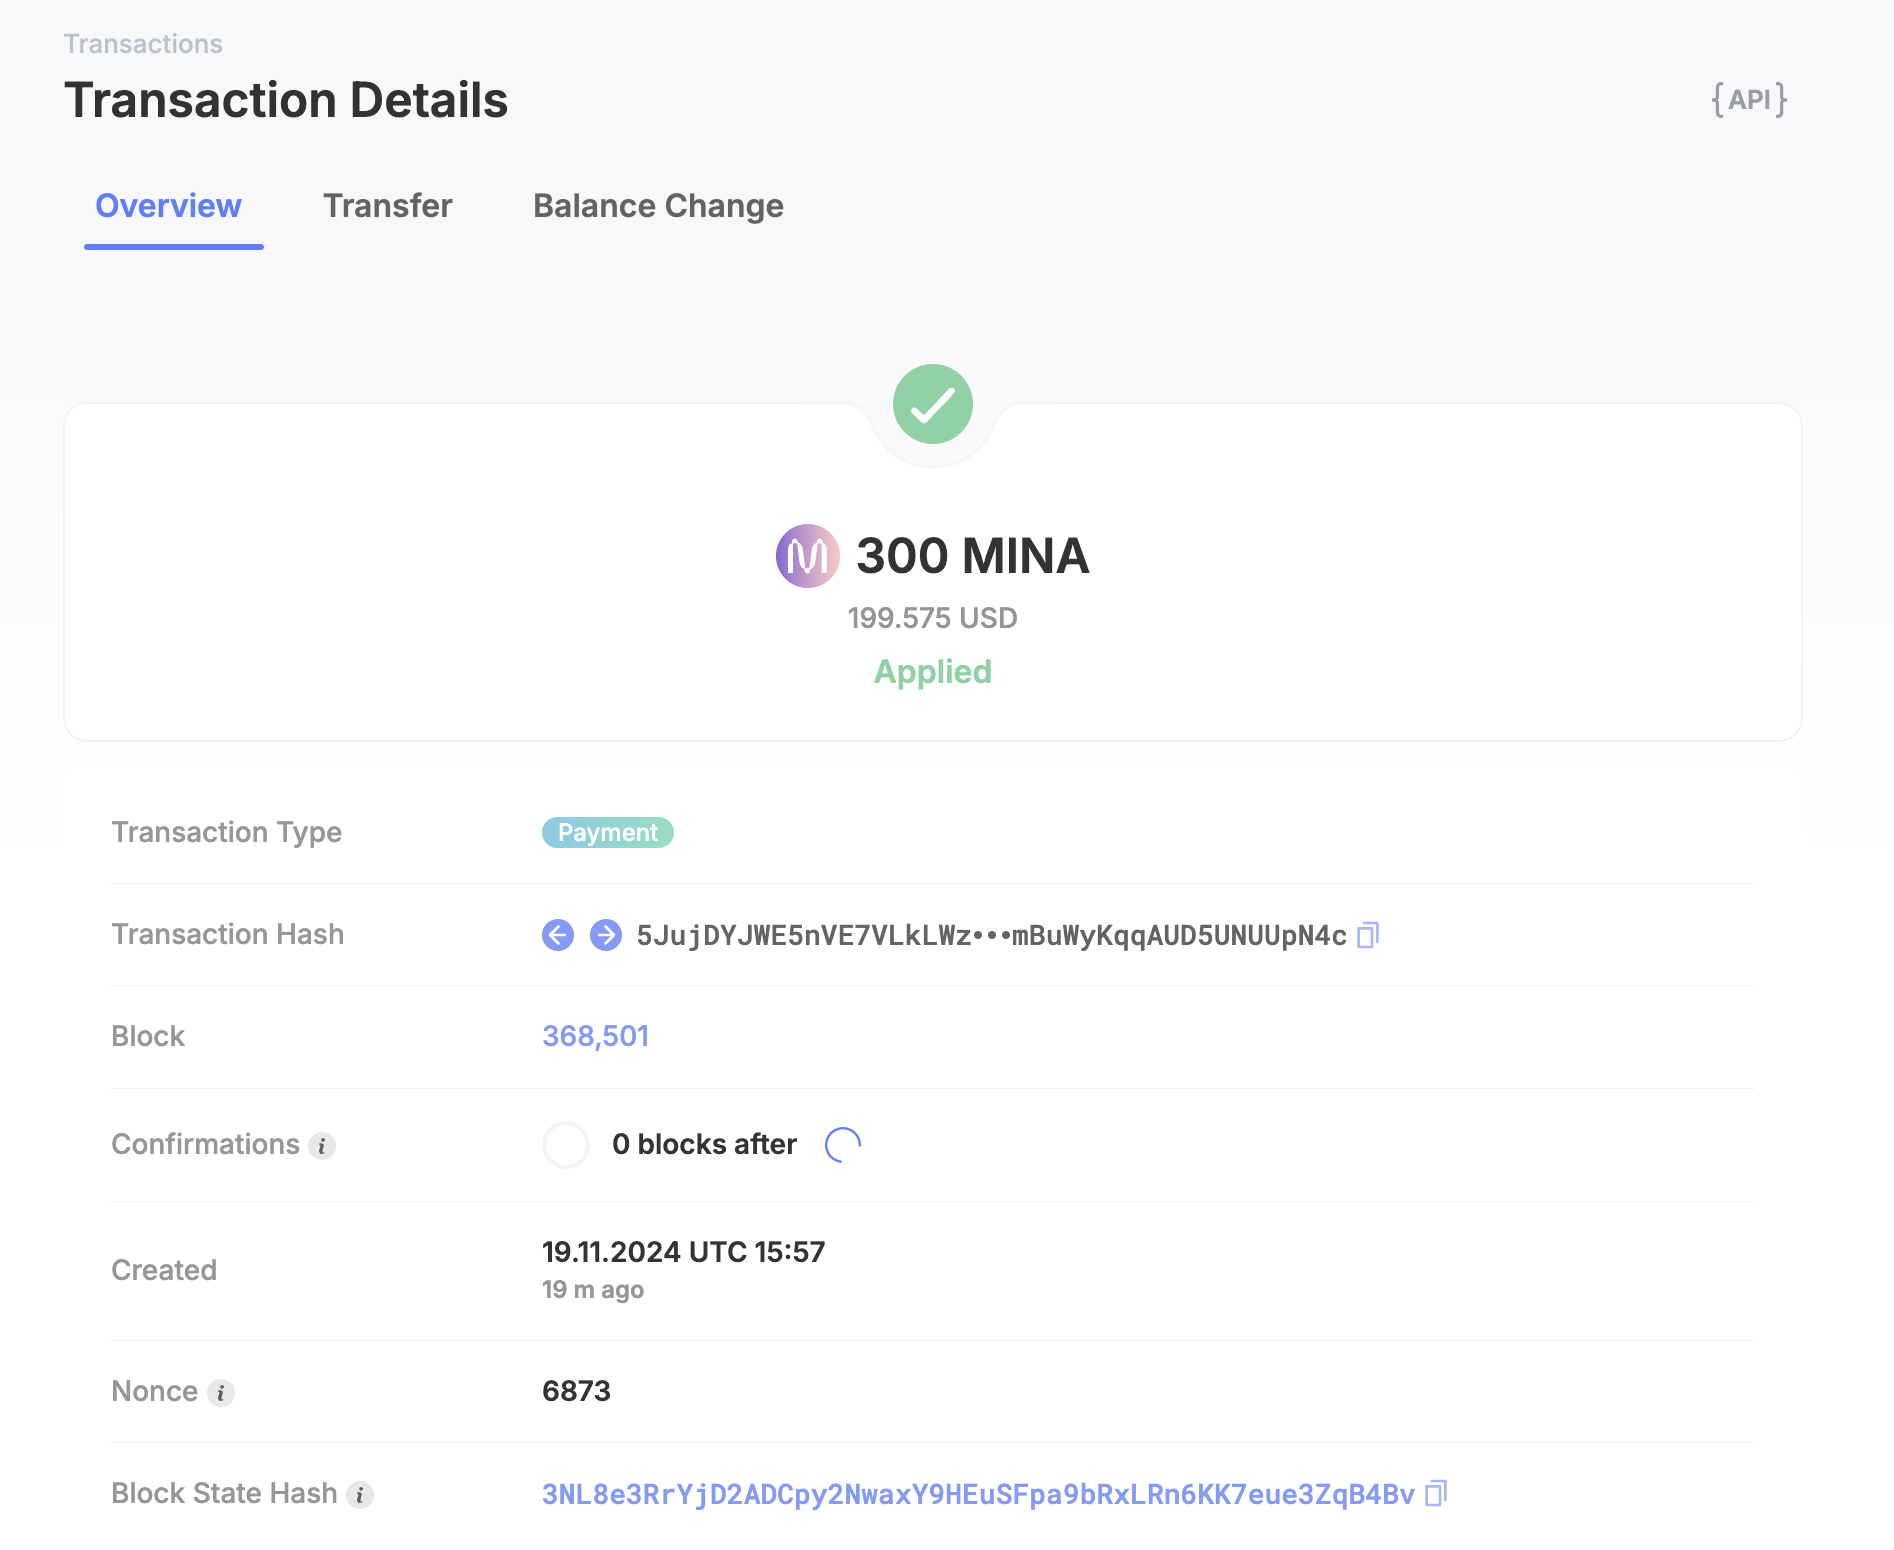 Transactions
Transaction Details
{API}
Overview Transfer Balance Change
300 MINA
199.575 USD
Applied
Transaction Type Payment
Transaction Hash 5JujDYJWE5nVE7VLkLWz•••mBuWyKqqAUD5UNUUpN4c
Block 368,501
Confirmations i 0 blocks after
Created 19.11.2024 UTC 15:57
19 m ago
Nonce i 6873
Block State Hash i 3NL8e3RrYjD2ADCpy2NwaxY9HEuSFpa9bRxLRn6KK7eue3ZqB4Bv